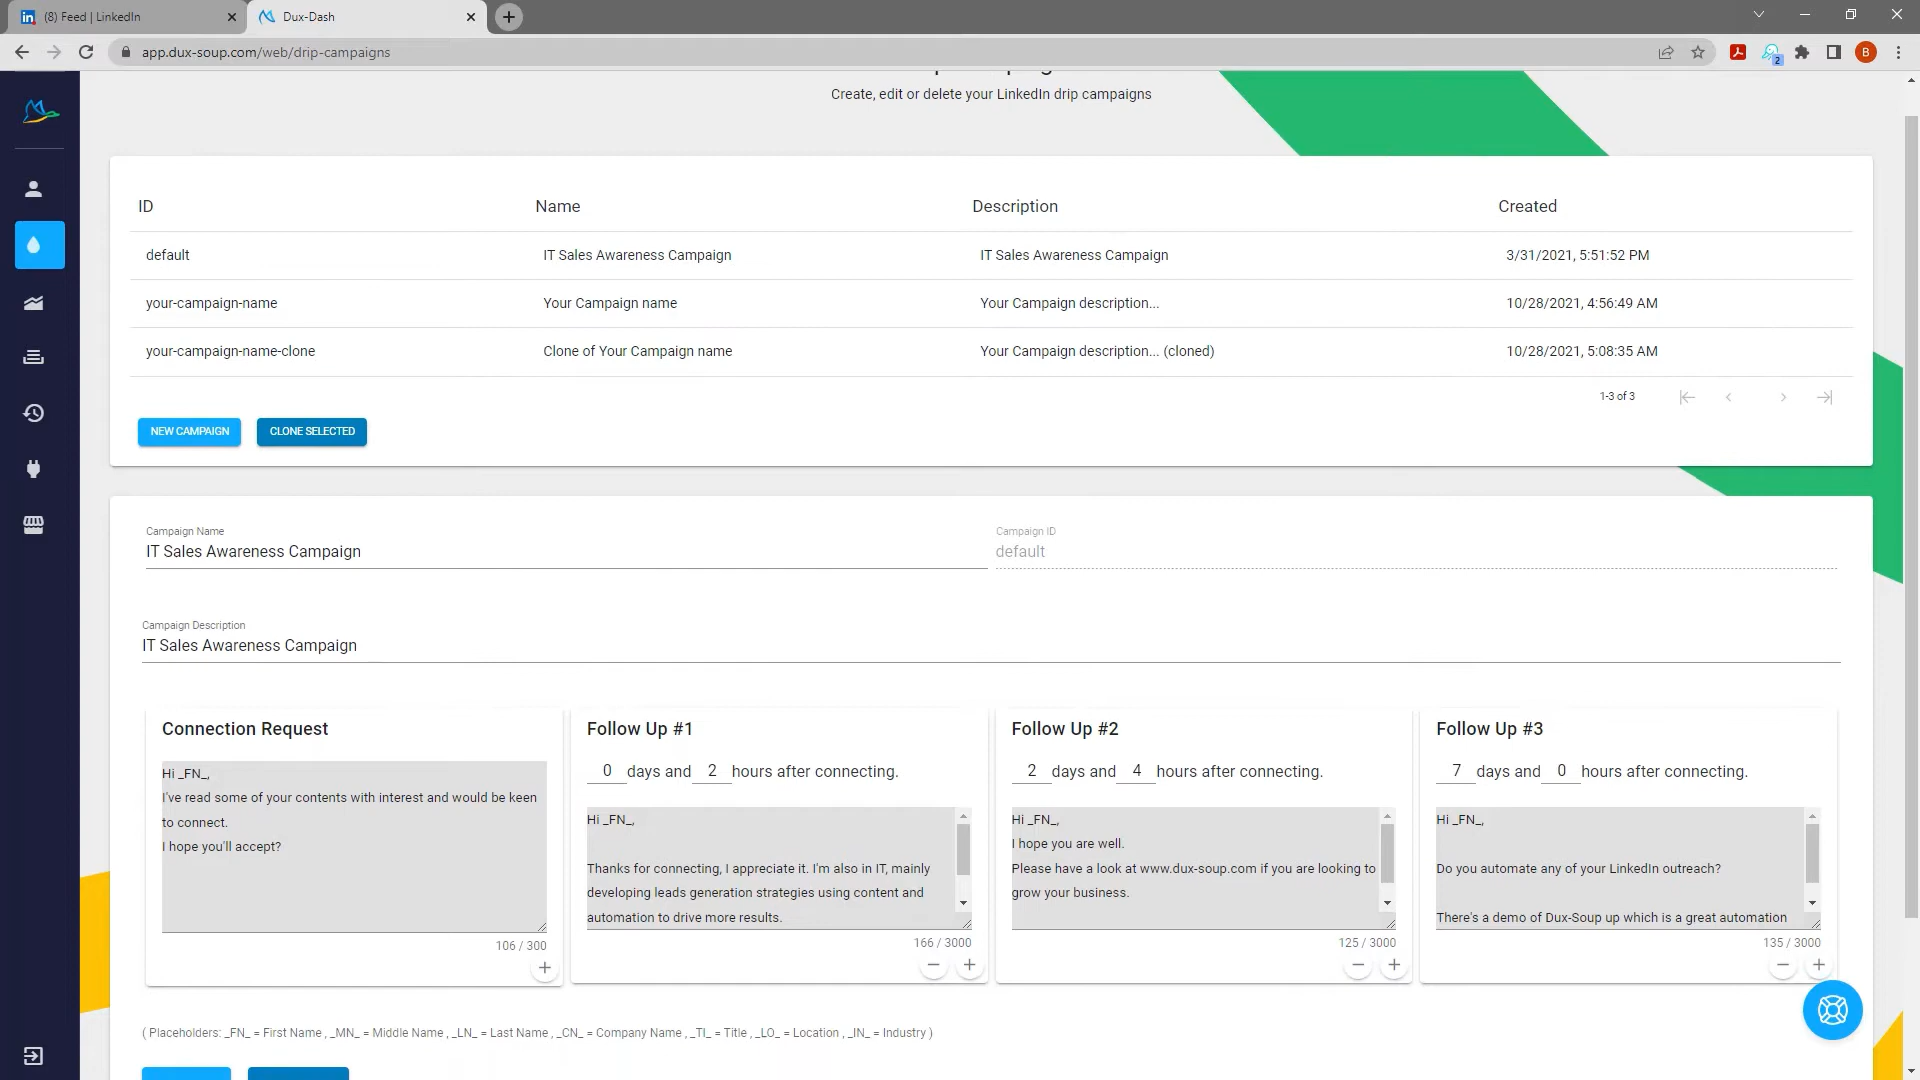 (8) Feed | LinkedIn
Dux-Dash
app.dux-soup.com/web/drip-campaigns
2
B
Create, edit or delete your LinkedIn drip campaigns
ID Name Description Created
default IT Sales Awareness Campaign IT Sales Awareness Campaign 3/31/2021, 5:51:52 PM
your-campaign-name Your Campaign name Your Campaign description... 10/28/2021, 4:56:49 AM
your-campaign-name-clone Clone of Your Campaign name Your Campaign description... (cloned) 10/28/2021, 5:08:35 AM
1-3 of 3
NEW CAMPAIGN CLONE SELECTED
Campaign Name
IT Sales Awareness Campaign
Campaign ID
default
Campaign Description
IT Sales Awareness Campaign
Connection Request
Hi _FN_,
I've read some of your contents with interest and would be keen
to connect.
I hope you'll accept?
106 / 300
Follow Up #1
0 days and 2 hours after connecting.
Hi _FN_,
Thanks for connecting, I appreciate it. I'm also in IT, mainly
developing leads generation strategies using content and
automation to drive more results.
166 / 3000
Follow Up #2
2 days and 4 hours after connecting.
Hi _FN_,
I hope you are well.
Please have a look at www.dux-soup.com if you are looking to
grow your business.
125 / 3000
Follow Up #3
7 days and 0 hours after connecting.
Hi _FN_,
Do you automate any of your LinkedIn outreach?
There's a demo of Dux-Soup up which is a great automation
135 / 3000
( Placeholders: _FN_ = First Name , _MN_ = Middle Name , _LN_ = Last Name , _CN_ = Company Name , _TI_ = Title , _LO_ = Location , _IN_ = Industry )